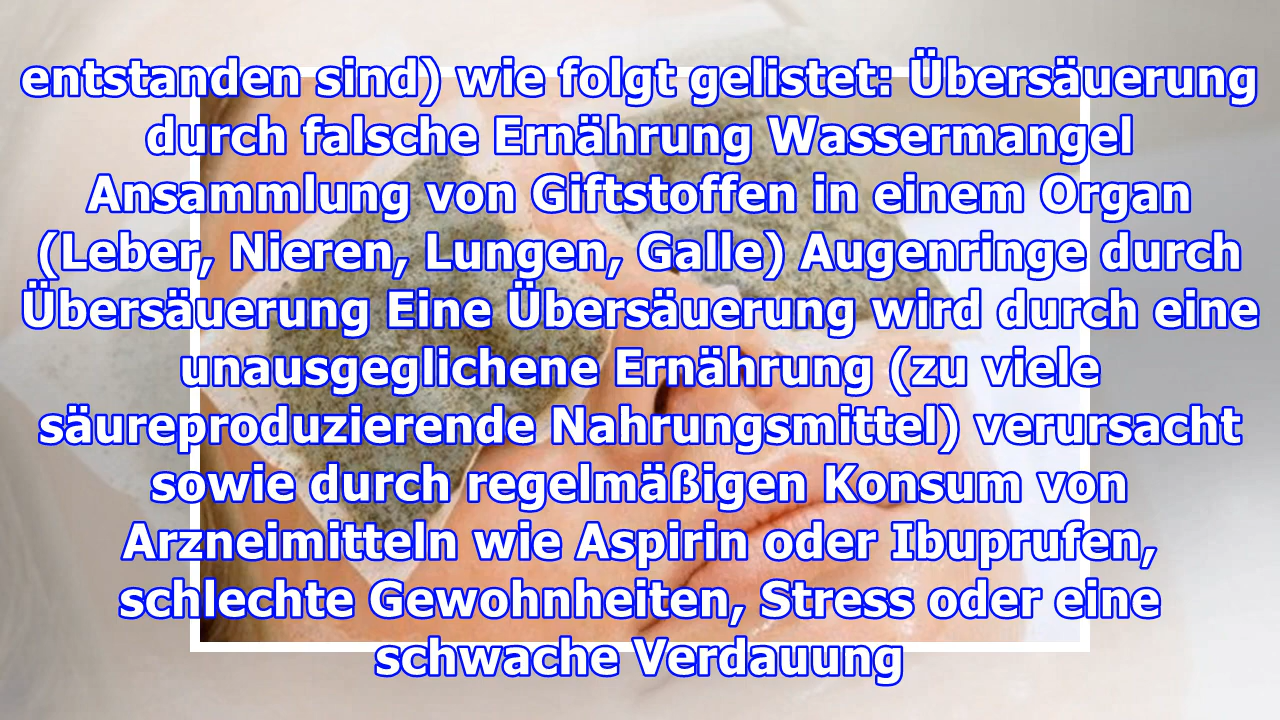 entstanden sind) wie folgt gelistet: Übersäuerung
durch falsche Ernährung Wassermangel
Ansammlung von Giftstoffen in einem Organ
(Leber, Nieren, Lungen, Galle) Augenringe durch
Übersäuerung Eine Übersäuerung wird durch eine
unausgeglichene Ernährung (zu viele
säureproduzierende Nahrungsmittel) verursacht
sowie durch regelmäßigen Konsum von
Arzneimitteln wie Aspirin oder Ibuprufen,
schlechte Gewohnheiten, Stress oder eine
schwache Verdauung